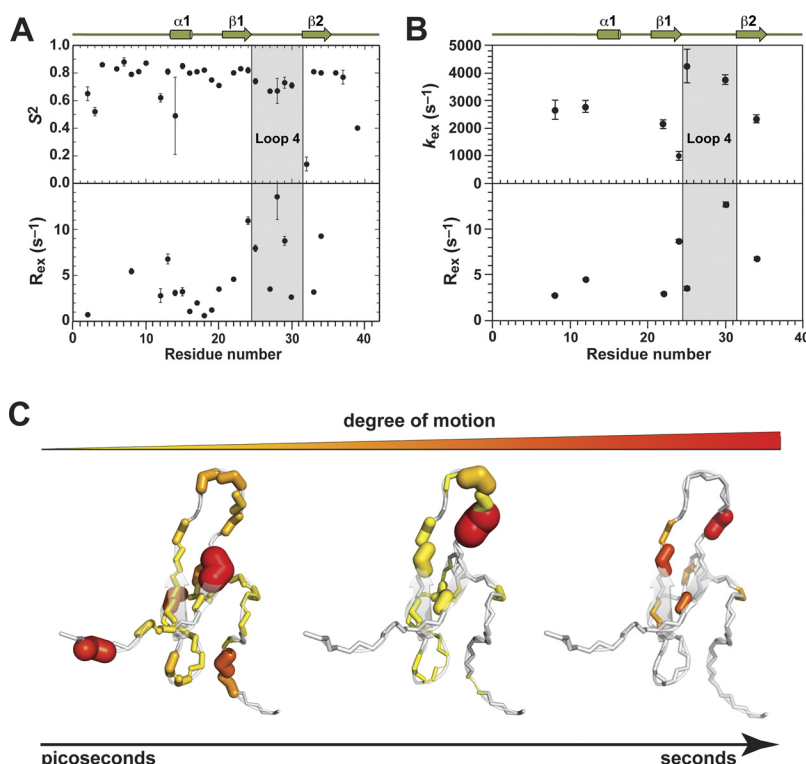 α1 β1 β2
α1 β1 β2
A
B
1.0
0.8
0.6
0.4
0.2
0.0
S²
Loop 4
10
5
0
Rex (s⁻¹)
0 10 20 30 40
Residue number
5000
4000
3000
2000
1000
kex (s⁻¹)
Loop 4
10
5
0
Rex (s⁻¹)
0 10 20 30 40
Residue number
C
degree of motion
picoseconds
seconds